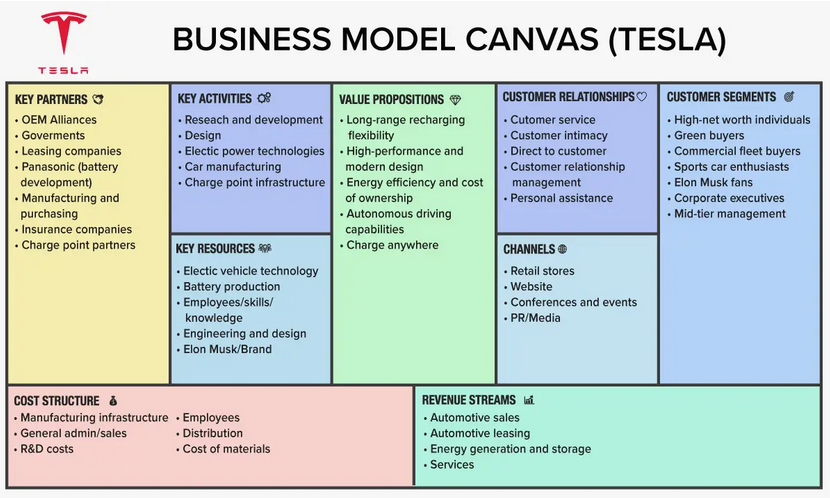 TESLA
BUSINESS MODEL CANVAS (TESLA)
KEY PARTNERS
• OEM Alliances
• Goverments
• Leasing companies
• Panasonic (battery
development)
• Manufacturing and
purchasing
• Insurance companies
• Charge point partners
KEY ACTIVITIES
• Reseach and development
• Design
• Electic power technologies
• Car manufacturing
• Charge point infrastructure
KEY RESOURCES
• Electic vehicle technology
• Battery production
• Employees/skills/
knowledge
• Engineering and design
• Elon Musk/Brand
VALUE PROPOSITIONS
• Long-range recharging
flexibility
• High-performance and
modern design
• Energy efficiency and cost
of ownership
• Autonomous driving
capabilities
• Charge anywhere
CUSTOMER RELATIONSHIPS
• Cutomer service
• Customer intimacy
• Direct to customer
• Customer relationship
management
• Personal assistance
CHANNELS
• Retail stores
• Website
• Conferences and events
• PR/Media
CUSTOMER SEGMENTS
• High-net worth individuals
• Green buyers
• Commercial fleet buyers
• Sports car enthusiasts
• Elon Musk fans
• Corporate executives
• Mid-tier management
COST STRUCTURE
• Manufacturing infrastructure
• General admin/sales
• R&D costs
• Employees
• Distribution
• Cost of materials
REVENUE STREAMS
• Automotive sales
• Automotive leasing
• Energy generation and storage
• Services